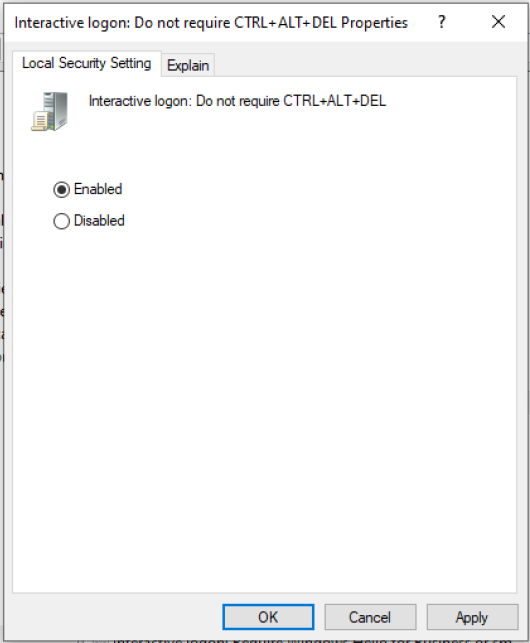 Interactive logon: Do not require CTRL+ALT+DEL Properties ?
Local Security Setting Explain
Interactive logon: Do not require CTRL+ALT+DEL
Enabled
Disabled
OK Cancel Apply